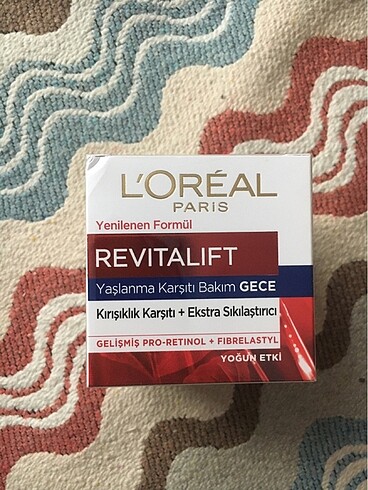 L'ORÉAL
PARIS
Yenilenen Formül
REVITALIFT
Yaşlanma Karşıtı Bakım GECE
Kırışıklık Karşıtı + Ekstra Sıkılaştırıcı
GELİŞMİŞ PRO-RETINOL + FIBRELASTYL
YOĞUN ETKİ